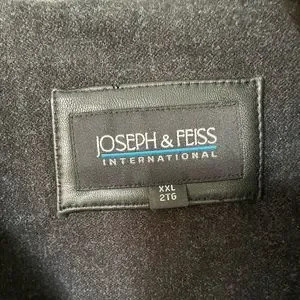 JOSEPH & FEISS
INTERNATIONAL
XXL
2TG